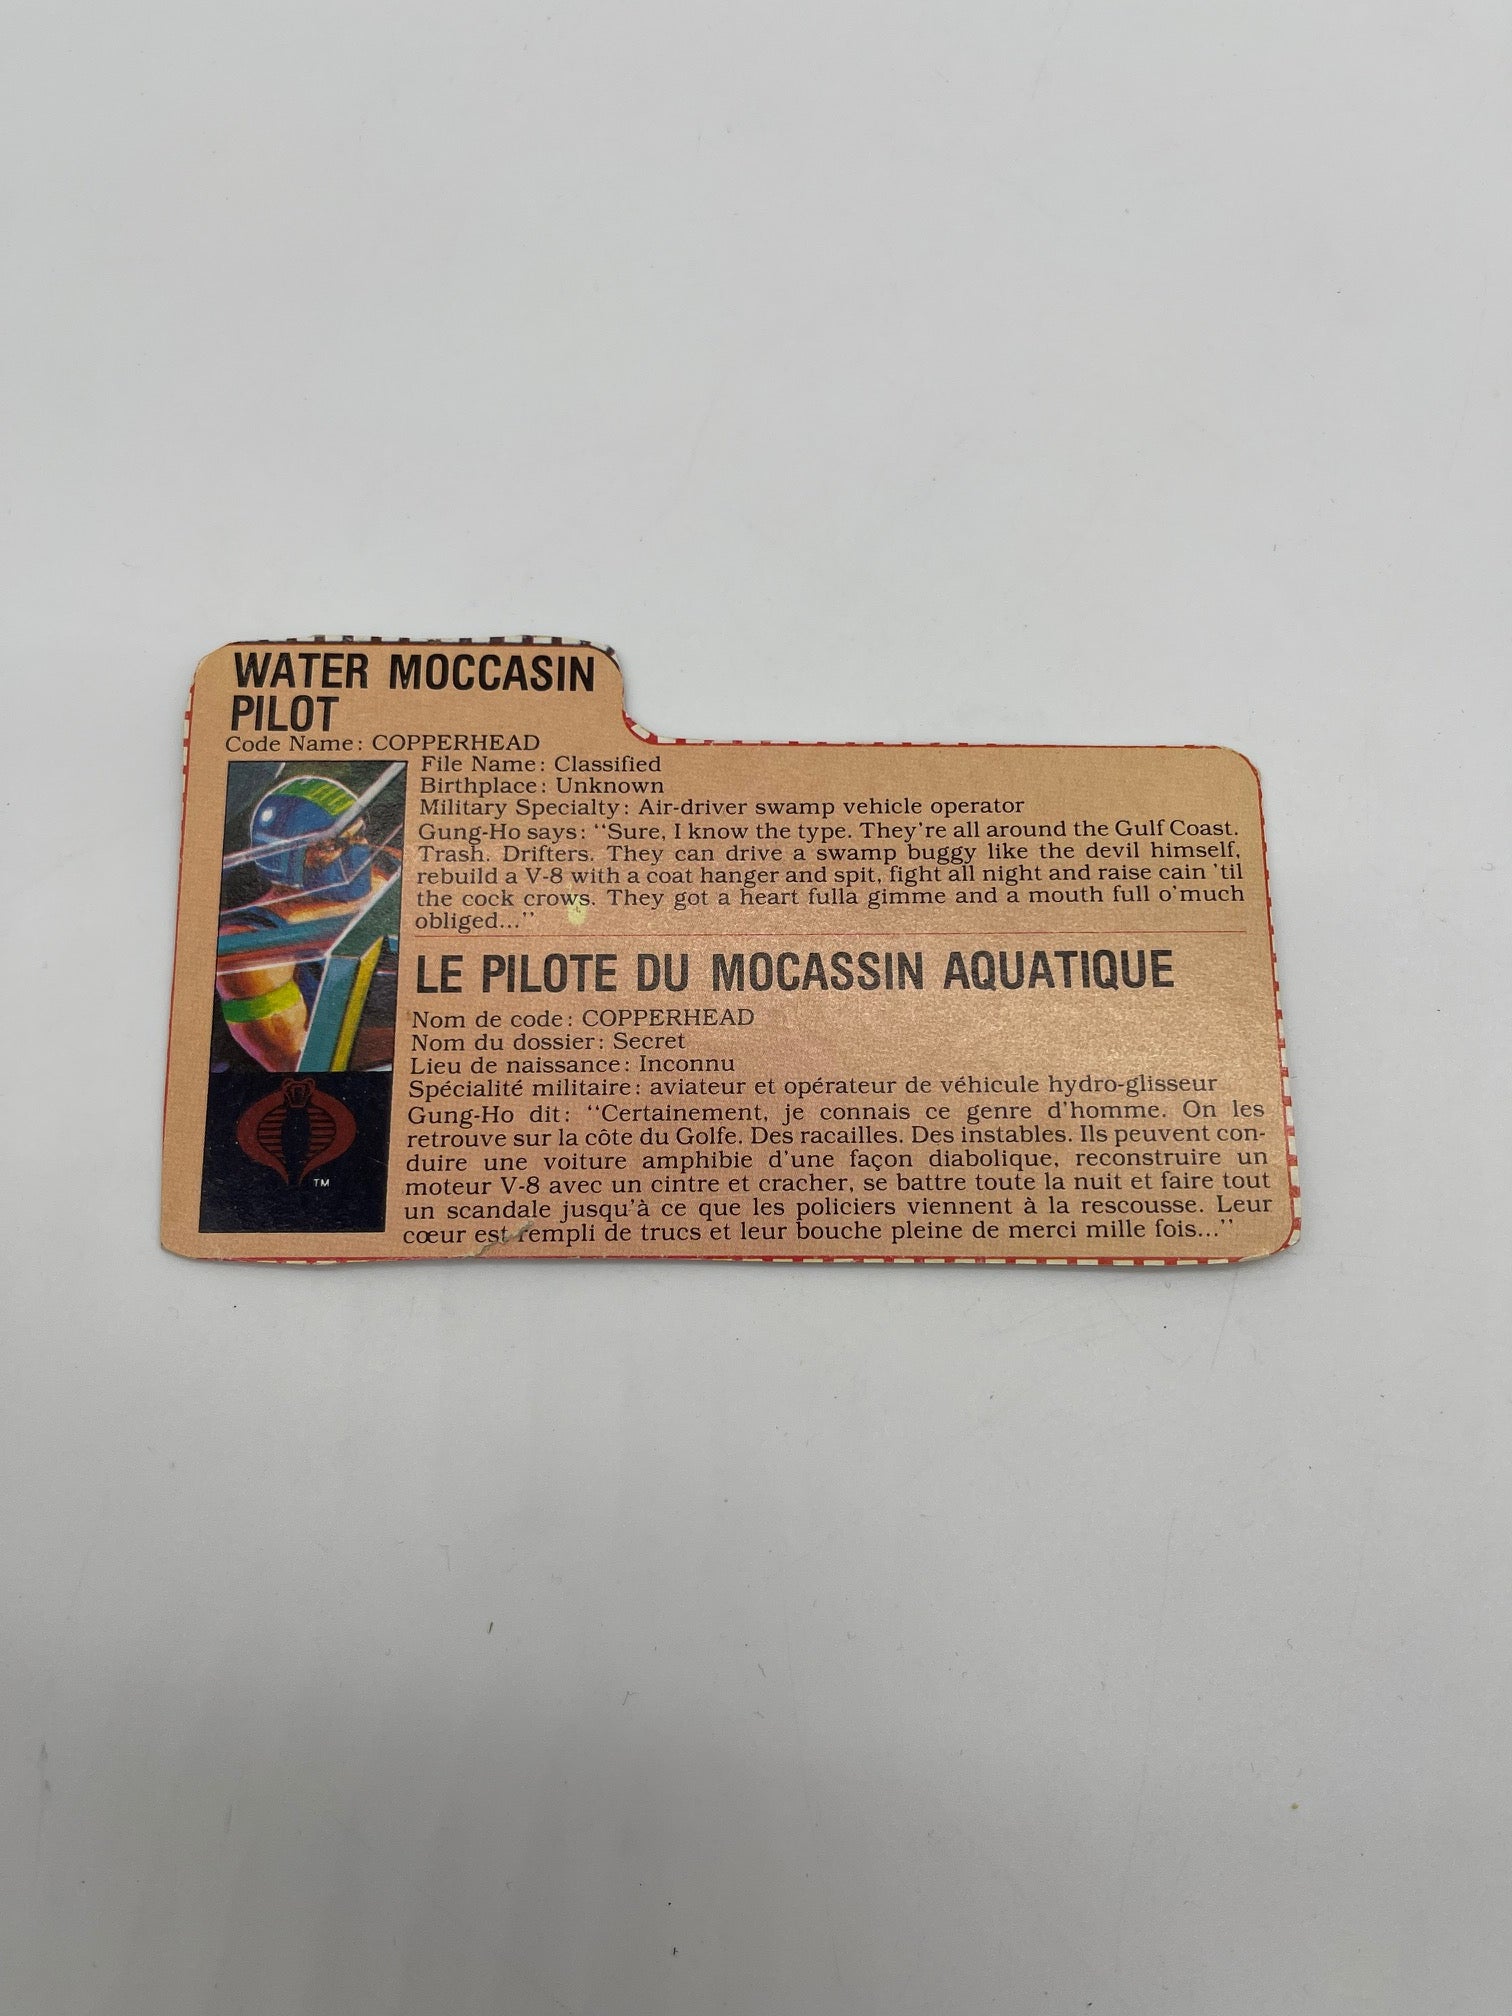 WATER MOCCASIN
PILOT
Code Name: COPPERHEAD
File Name: Classified
Birthplace: Unknown
Military Specialty: Air-driver swamp vehicle operator
Gung-Ho says: "Sure, I know the type. They're all around the Gulf Coast.
Trash. Drifters. They can drive a swamp buggy like the devil himself,
rebuild a V-8 with a coat hanger and spit, fight all night and raise cain 'til
the cock crows. They got a heart fulla gimme and a mouth full o'much
obliged..."
LE PILOTE DU MOCASSIN AQUATIQUE
Nom de code: COPPERHEAD
Nom du dossier: Secret
Lieu de naissance: Inconnu
Spécialité militaire: aviateur et opérateur de véhicule hydro-glisseur
Gung-Ho dit: "Certainement, je connais ce genre d'homme. On les
retrouve sur la côte du Golfe. Des racailles. Des instables. Ils peuvent con-
duire une voiture amphibie d'une façon diabolique, reconstruire un
moteur V-8 avec un cintre et cracher, se battre toute la nuit et faire tout
un scandale jusqu'à ce que les policiers viennent à la rescousse. Leur
cœur est rempli de trucs et leur bouche pleine de merci mille fois..."
TM